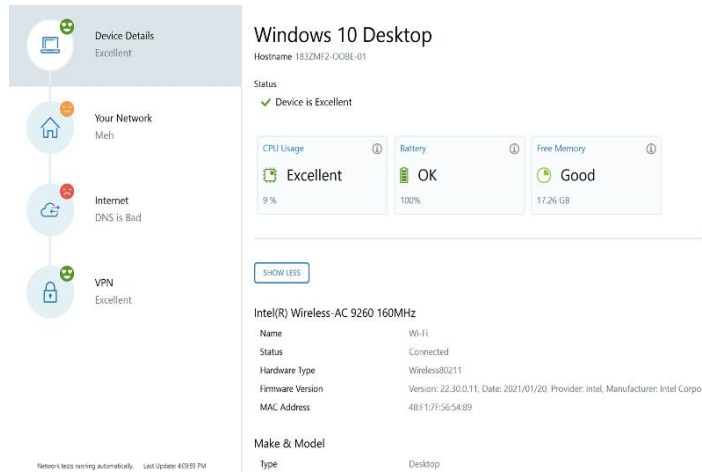 Device Details
Excellent
Your Network
Meh
Internet
DNS is Bad
VPN
Excellent
Network tests running automatically. Last Update: 4:09:59 PM
Windows 10 Desktop
Hostname 183ZMF2-OOBE-01
Status
Device is Excellent
CPU Usage
Excellent
9 %
Battery
OK
100%
Free Memory
Good
17.26 GB
SHOW LESS
Intel(R) Wireless-AC 9260 160MHz
Name Wi-Fi
Status Connected
Hardware Type Wireless80211
Firmware Version Version: 22.30.0.11, Date: 2021/01/20, Provider: Intel, Manufacturer: Intel Corpo
MAC Address 48:F1:7F:56:54:B9
Make & Model
Type Desktop